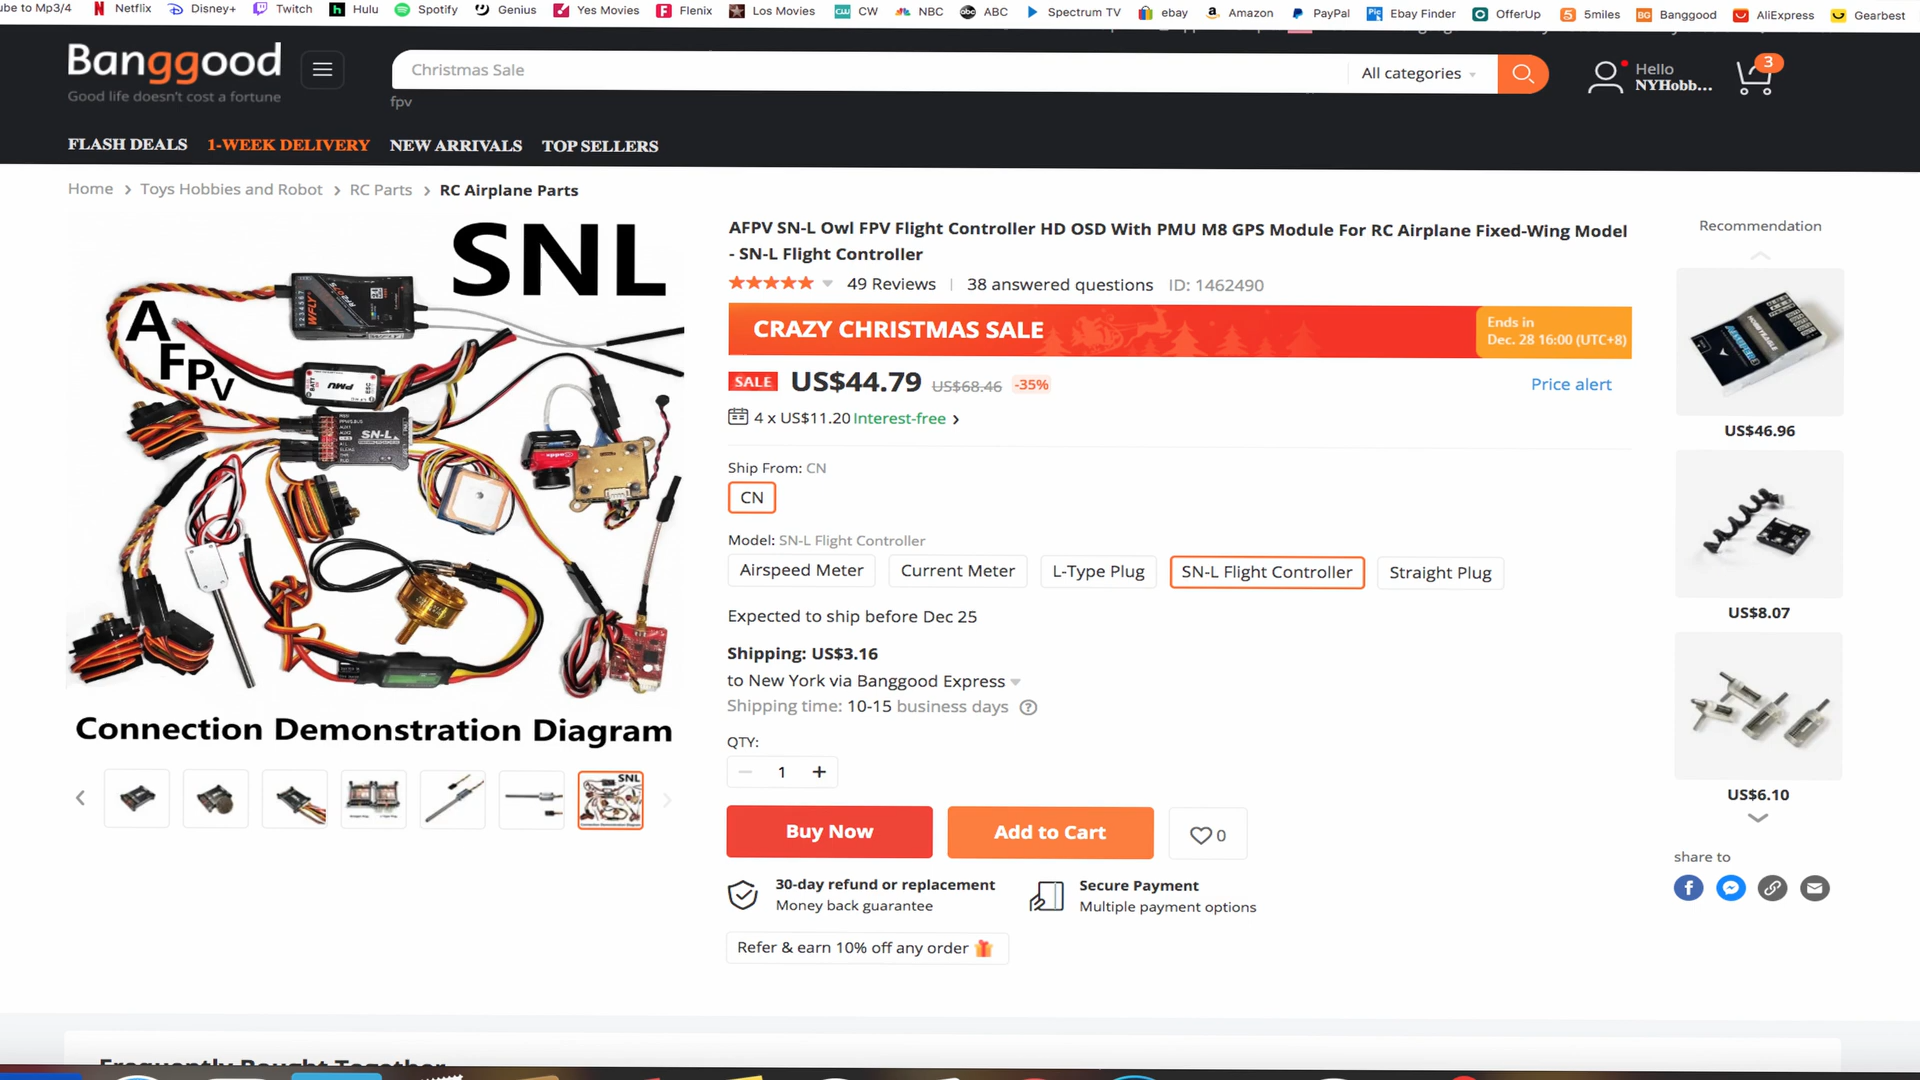 ube to Mp3/4 Netflix Disney+ Twitch Hulu Spotify Genius Yes Movies Flenix Los Movies CW NBC ABC Spectrum TV ebay Amazon PayPal Ebay Finder OfferUp 5miles Banggood AliExpress Gearbest
Banggood
Good life doesn't cost a fortune
Christmas Sale
All categories
fpv
Hello
NYHobb...
3
FLASH DEALS 1-WEEK DELIVERY NEW ARRIVALS TOP SELLERS
Home > Toys Hobbies and Robot > RC Parts > RC Airplane Parts
SNL
AFPV
WFLY
PMU
BATT
ESC
SN-L
Connection Demonstration Diagram
SNL
AFPV SN-L Owl FPV Flight Controller HD OSD With PMU M8 GPS Module For RC Airplane Fixed-Wing Model
- SN-L Flight Controller
49 Reviews | 38 answered questions ID: 1462490
CRAZY CHRISTMAS SALE
Ends in
Dec. 28 16:00 (UTC+8)
SALE US$44.79 US$68.46 -35%
Price alert
4 x US$11.20 Interest-free >
Ship From: CN
CN
Model: SN-L Flight Controller
Airspeed Meter Current Meter L-Type Plug SN-L Flight Controller Straight Plug
Expected to ship before Dec 25
Shipping: US$3.16
to New York via Banggood Express
Shipping time: 10-15 business days ?
QTY:
− 1 +
Buy Now Add to Cart 0
30-day refund or replacement
Money back guarantee
Secure Payment
Multiple payment options
Refer & earn 10% off any order
Recommendation
US$46.96
US$8.07
US$6.10
share to
Frequently Bought Together